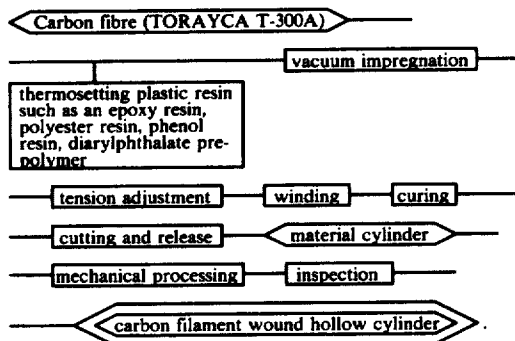 Carbon fibre (TORAYCA T-300A)
vacuum impregnation
thermosetting plastic resin
such as an epoxy resin,
polyester resin, phenol
resin, diarylphthalate pre-
polymer
tension adjustment winding curing
cutting and release material cylinder
mechanical processing inspection
carbon filament wound hollow cylinder .